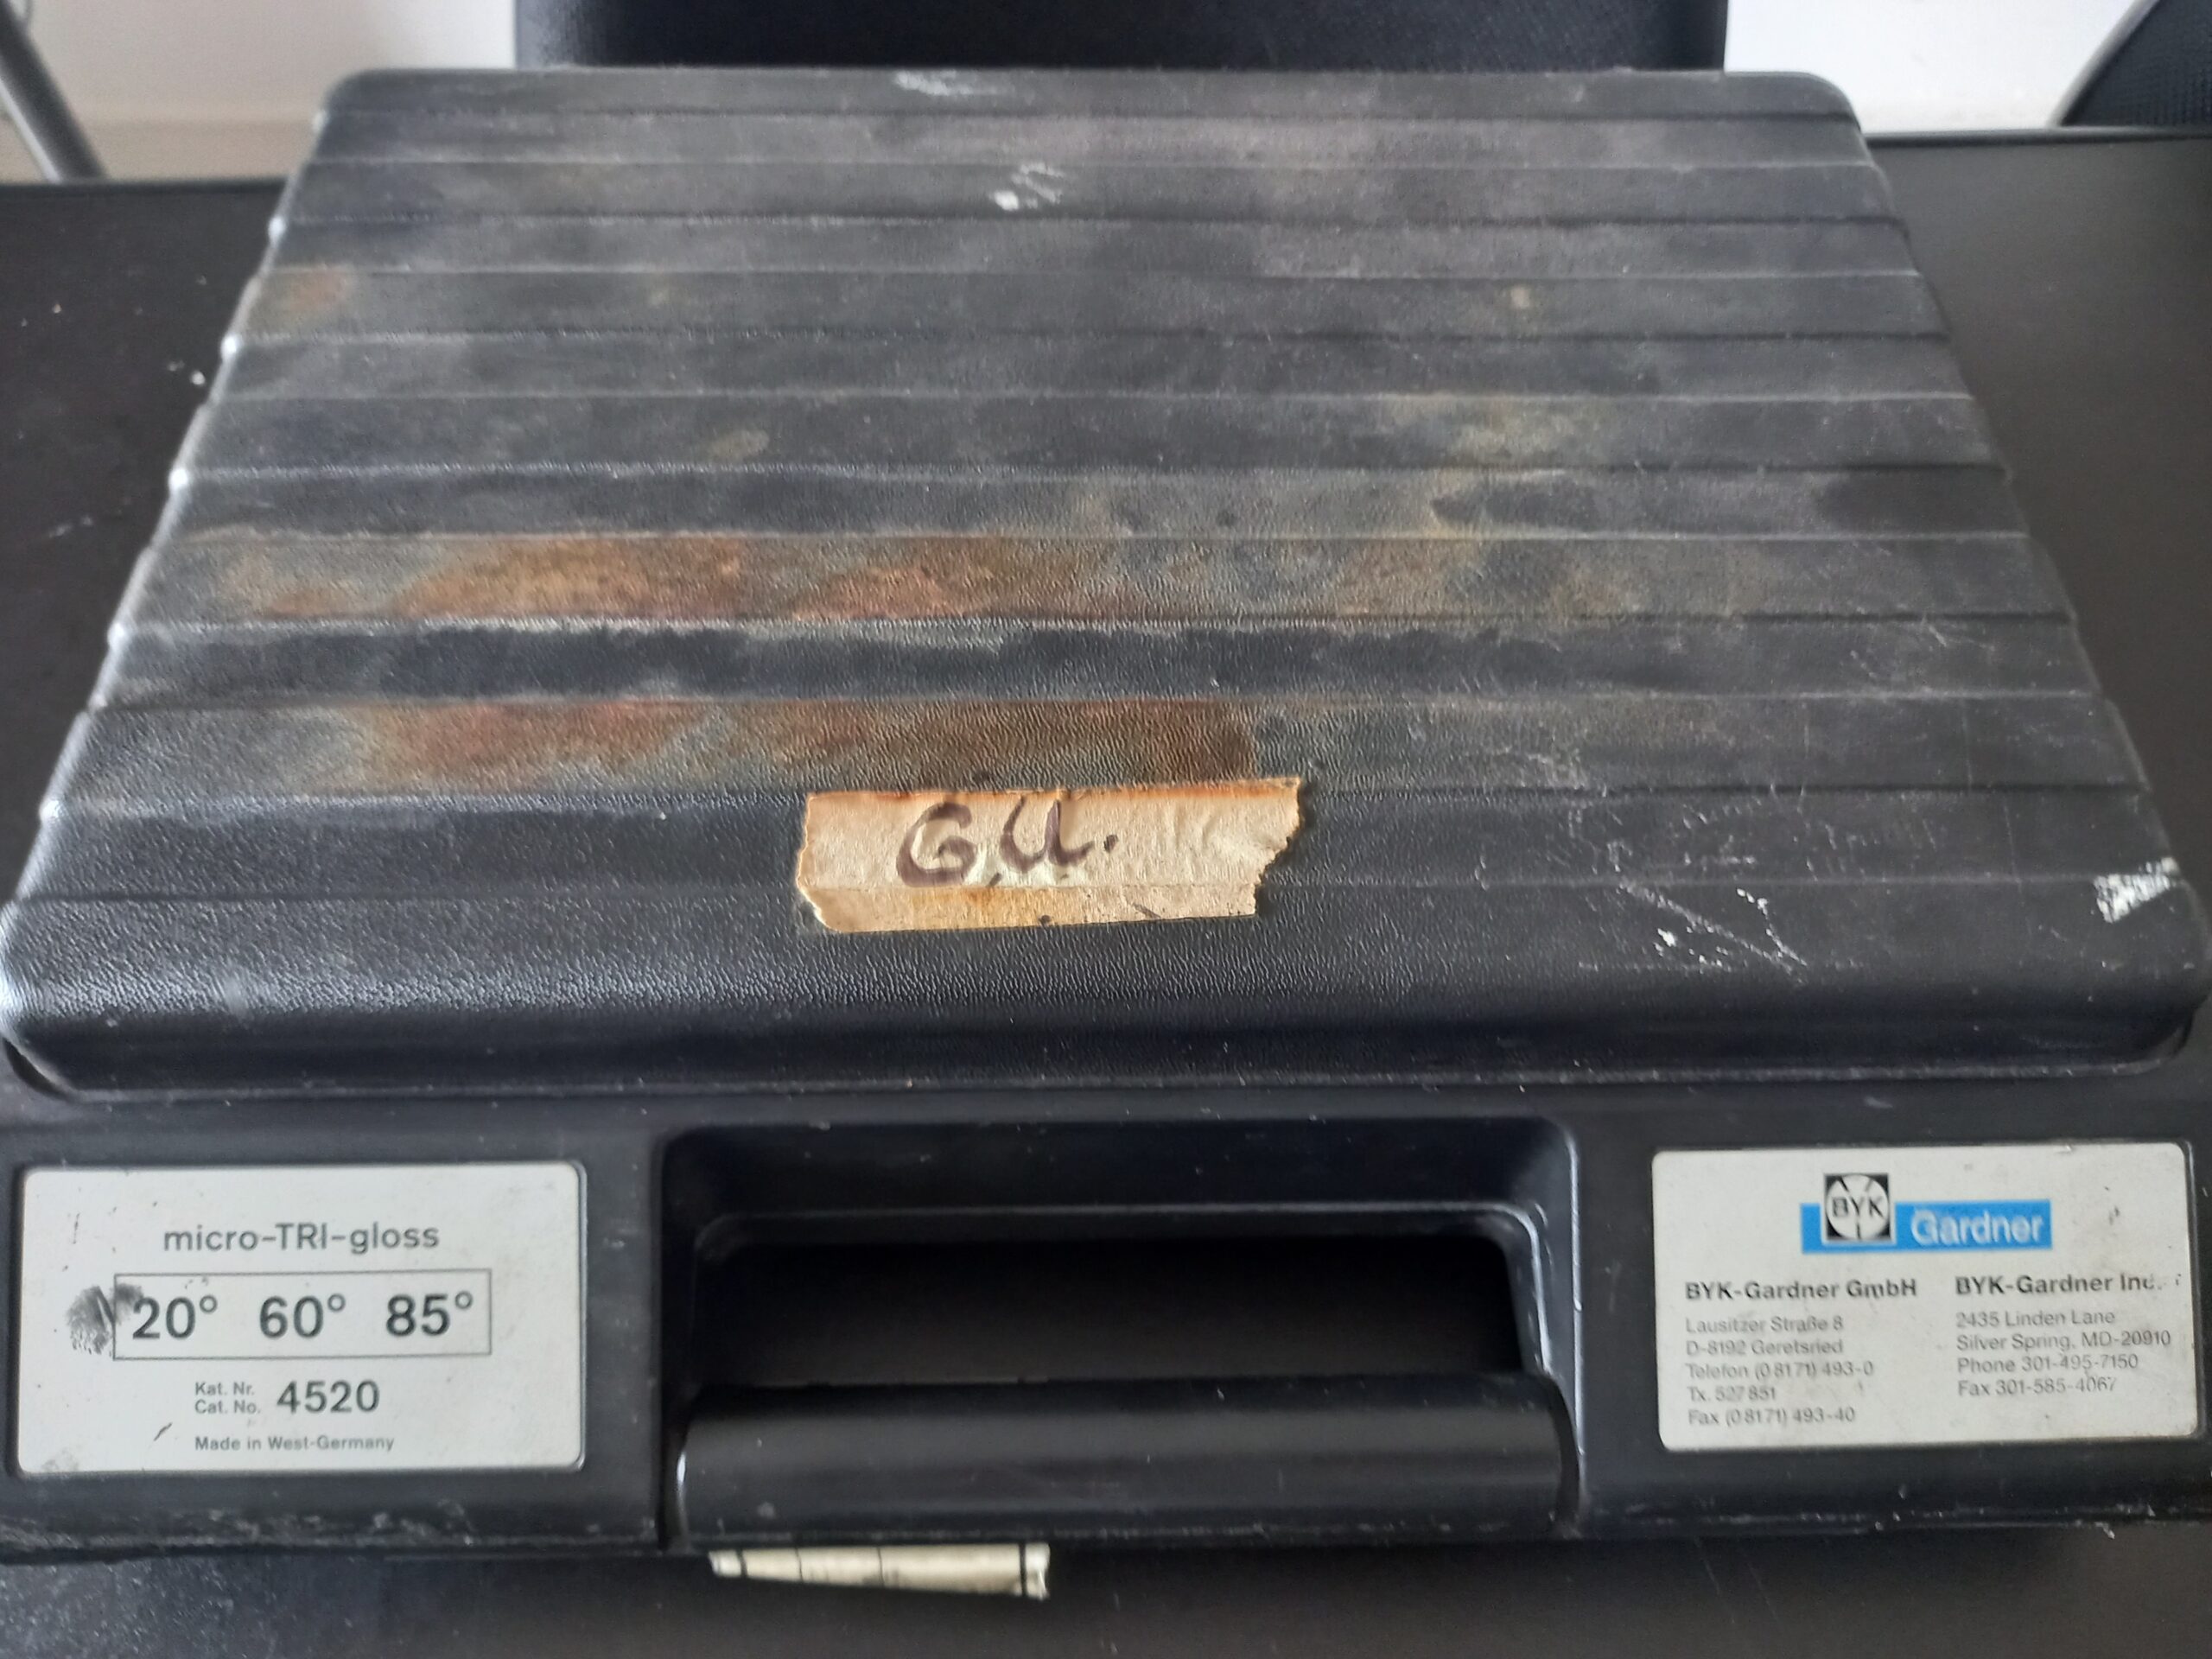 G.U.
micro-TRI-gloss
20° 60° 85°
Kat. Nr.
Cat. No. 4520
Made in West-Germany
BYK
Gardner
BYK-Gardner GmbH
Lausitzer Straße 8
D-8192 Geretsried
Telefon (08171) 493-0
Tx. 527851
Fax (08171) 493-40
BYK-Gardner Inc.
2435 Linden Lane
Silver Spring, MD-20910
Phone 301-495-7150
Fax 301-585-4067